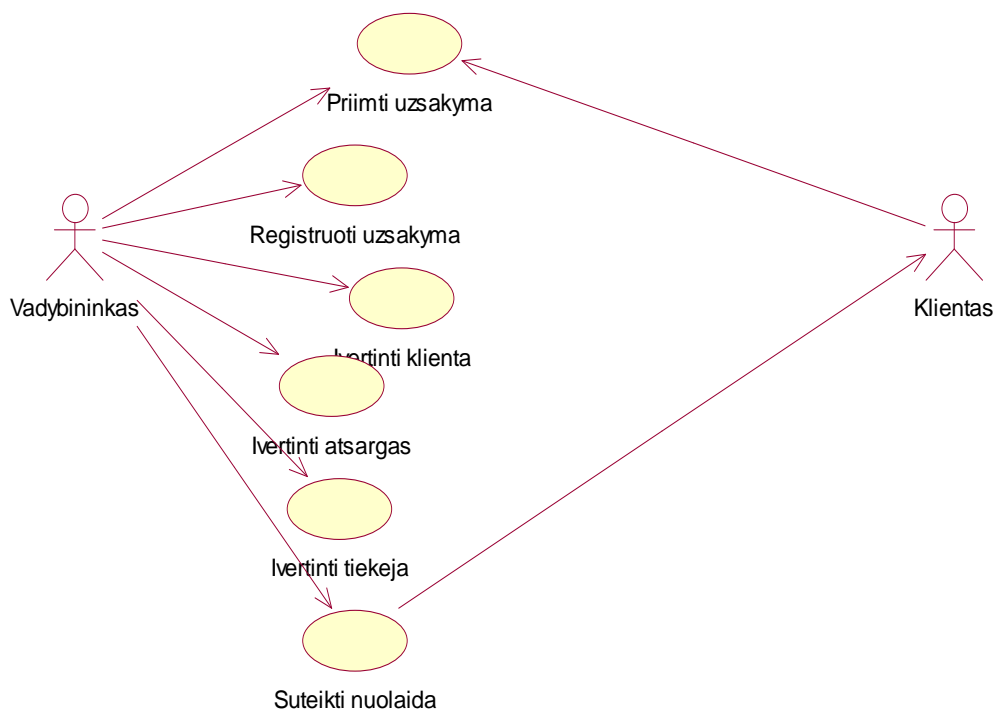 Priimti uzsakyma
Registruoti uzsakyma
Vadybininkas
Klientas
Ivertinti klienta
Ivertinti atsargas
Ivertinti tiekeja
Suteikti nuolaida